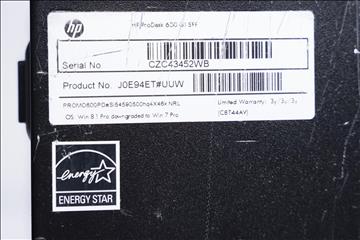 hp
HP ProDesk 600 G1 SFF
Serial No CZC43452WB
Product No. J0E94ET#UUW
Limited Warranty: 3y/3y/3y
OS Win 8.1 Pro downgraded to Win 7 Pro (C8T44AV)
energy
ENERGY STAR